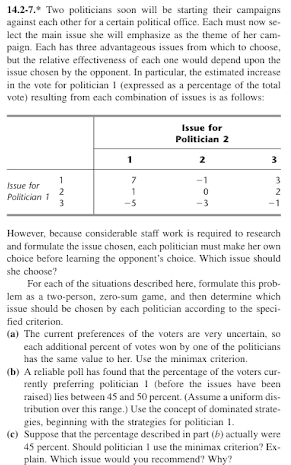 14.2-7.* Two politicians soon will be starting their campaigns
against each other for a certain political office. Each must now se-
lect the main issue she will emphasize as the theme of her cam-
paign. Each has three advantageous issues from which to choose,
but the relative effectiveness of each one would depend upon the
issue chosen by the opponent. In particular, the estimated increase
in the vote for politician 1 (expressed as a percentage of the total
vote) resulting from each combination of issues is as follows:
Issue for
Politician 2
1 2 3
Issue for
Politician 1
1 7 −1 3
2 1 0 2
3 −5 −3 −1
However, because considerable staff work is required to research
and formulate the issue chosen, each politician must make her own
choice before learning the opponent's choice. Which issue should
she choose?
For each of the situations described here, formulate this prob-
lem as a two-person, zero-sum game, and then determine which
issue should be chosen by each politician according to the speci-
fied criterion.
(a) The current preferences of the voters are very uncertain, so
each additional percent of votes won by one of the politicians
has the same value to her. Use the minimax criterion.
(b) A reliable poll has found that the percentage of the voters cur-
rently preferring politician 1 (before the issues have been
raised) lies between 45 and 50 percent. (Assume a uniform dis-
tribution over this range.) Use the concept of dominated strate-
gies, beginning with the strategies for politician 1.
(c) Suppose that the percentage described in part (b) actually were
45 percent. Should politician 1 use the minimax criterion? Ex-
plain. Which issue would you recommend? Why?